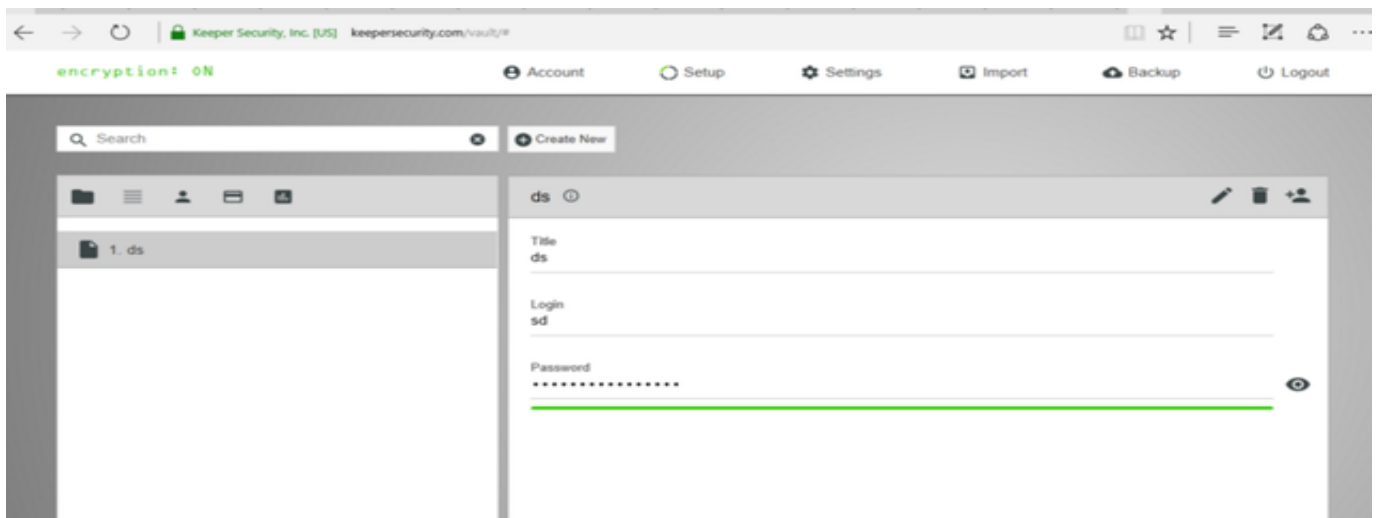 Keeper Security, Inc. [US] keepersecurity.com/vault/#
encryption: ON Account Setup Settings Import Backup Logout
Search Create New
ds
1. ds
Title
ds
Login
sd
Password
••••••••••••••••